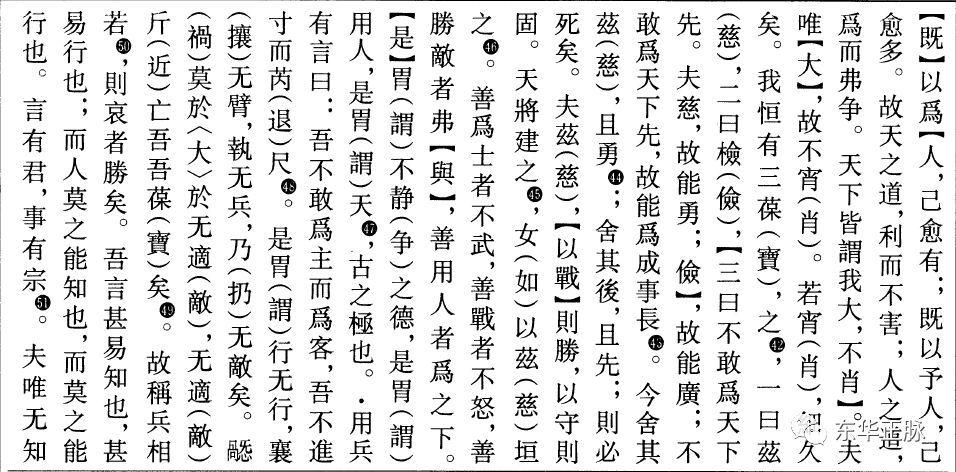 【既】以爲【人，己愈有；既以予人，己
愈多。故天之道，利而不害；人之道，
爲而弗争。天下皆謂我大，不肖】。夫
唯【大】，故不宵(肖)。若宵(肖)，久
矣。我恒有三葆(寶)，之㊷，一曰兹
(慈)，二曰檢(儉)，【三曰不敢爲天下
先。夫慈，故能勇；儉】，故能廣；不
敢爲天下先，故能爲成事長㊸。今舍其
兹(慈)，且勇㊹；舍其後，且先；則必
死矣。夫兹(慈)，【以戰】則勝，以守則
固。天將建之㊺，女(如)以兹(慈)垣
之㊻。善爲士者不武，善戰者不怒，善
勝敵者弗【與】，善用人者爲之下。
【是】胃(謂)不静(争)之德，是胃(謂)
用人，是胃(謂)天㊼，古之極也。·用兵
有言曰：吾不敢爲主而爲客，吾不進
寸而芮(退)尺㊽。是胃(謂)行无行，襄
(攘)无臂，執无兵，乃(扔)无敵矣。
(禍)莫於〈大〉於无適(敵)，无適(敵)
斤(近)亡吾吾葆(寶)矣㊾。故稱兵相
若㊿，則哀者勝矣。吾言甚易知也，甚
易行也；而人莫之能知也，而莫之能
行也。言有君，事有宗51。夫唯无知
东华正脉